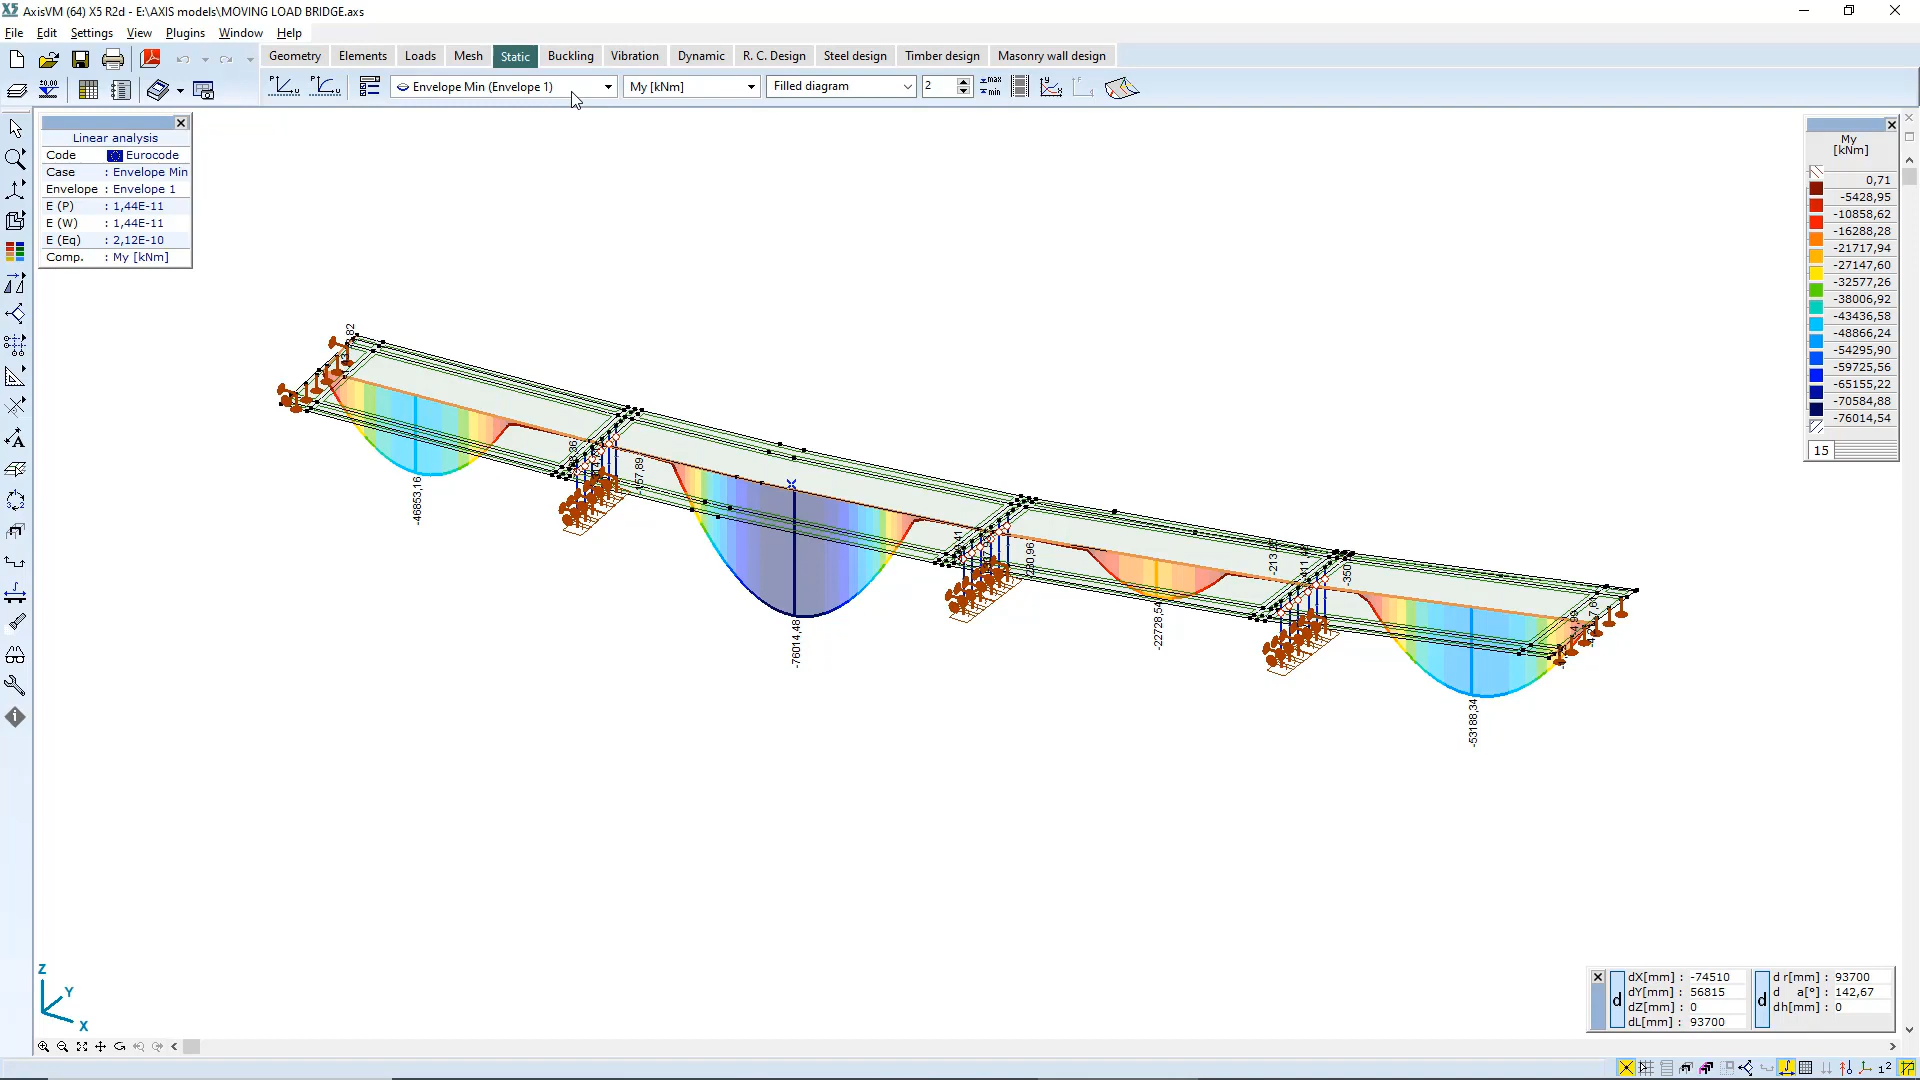 AxisVM (64) X5 R2d - E:\AXIS models\MOVING LOAD BRIDGE.axs
File Edit Settings View Plugins Window Help
Geometry Elements Loads Mesh Static Buckling Vibration Dynamic R. C. Design Steel design Timber design Masonry wall design
Envelope Min (Envelope 1) My [kNm] Filled diagram 2 max min
Linear analysis
Code Eurocode
Case : Envelope Min
Envelope : Envelope 1
E (P) : 1,44E-11
E (W) : 1,44E-11
E (Eq) : 2,12E-10
Comp. : My [kNm]
My
[kNm]
0,71
-5428,95
-10858,62
-16288,28
-21717,94
-27147,60
-32577,26
-38006,92
-43436,58
-48866,24
-54295,90
-59725,56
-65155,22
-70584,88
-76014,54
15
-46853,16
-157,89
-76014,48
-22728,54
-53188,34
Z
Y
X
dX[mm] : -74510
dY[mm] : 56815
dZ[mm] : 0
dL[mm] : 93700
d
d r[mm] : 93700
d a[°] : 142,67
dh[mm] : 0
d